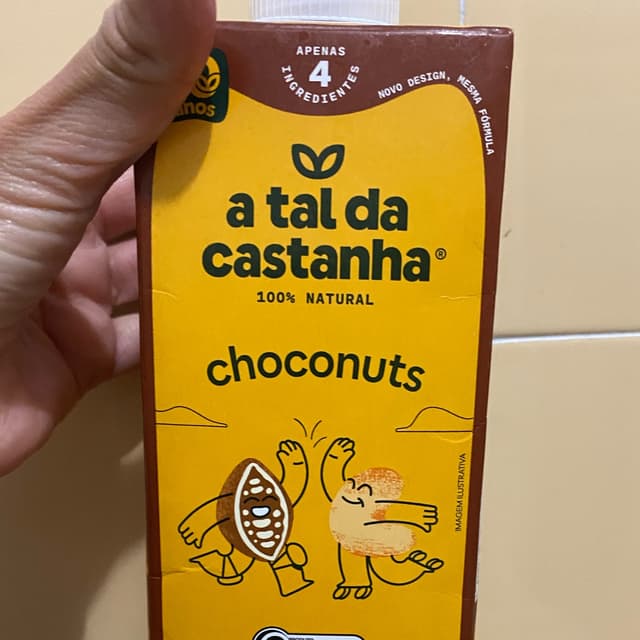 APENAS
4
INGREDIENTES
NOVO DESIGN, MESMA FÓRMULA
a tal da
castanha®
100% NATURAL
choconuts
IMAGEM ILUSTRATIVA